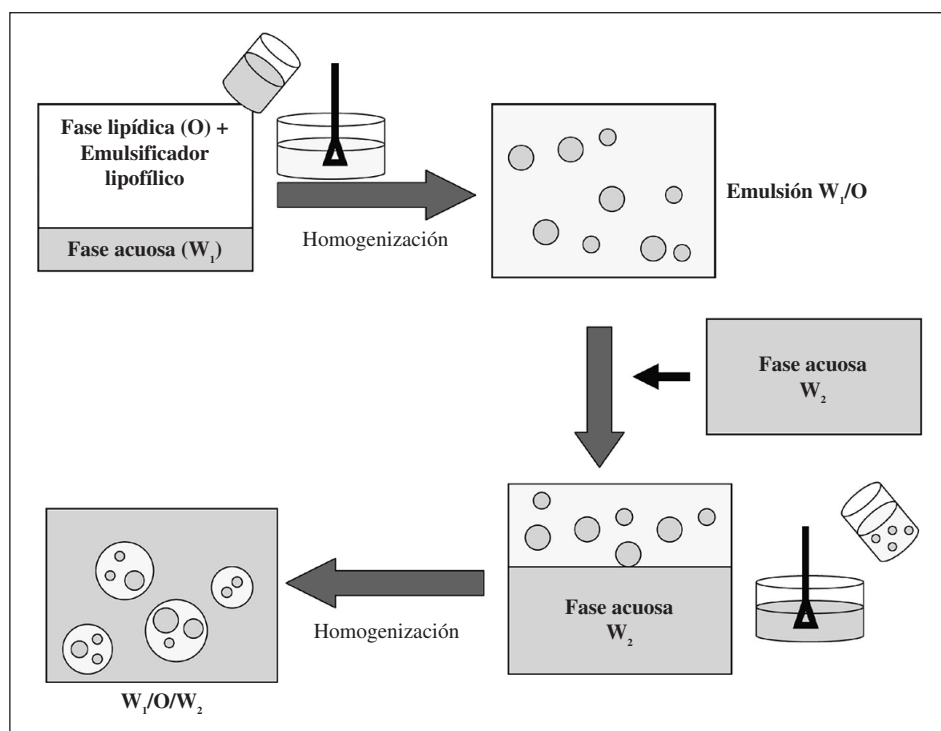 Fase lipídica (O) +
Emulsificador
lipofílico
Fase acuosa (W₁)
Homogenización
Emulsión W₁/O
Fase acuosa
W₂
Fase acuosa
W₂
Homogenización
W₁/O/W₂